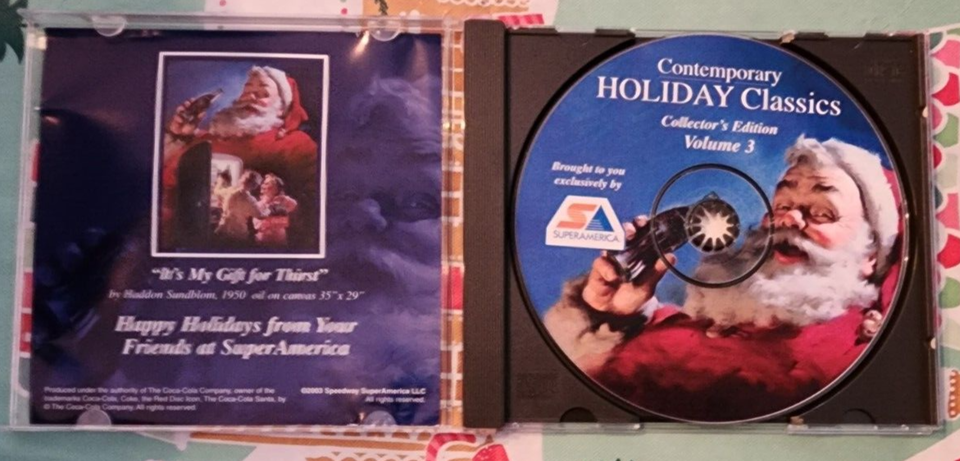 "It's My Gift for Thirst"
by Haddon Sundblom, 1950 oil on canvas 35"x 29"
Happy Holidays from Your
Friends at SuperAmerica
Produced under the authority of The Coca-Cola Company, owner of the
trademarks Coca-Cola, Coke, the Red Disc Icon, The Coca-Cola Santa, by
© The Coca-Cola Company. All rights reserved.
©2003 Speedway SuperAmerica LLC
All rights reserved.
Contemporary
HOLIDAY Classics
Collector's Edition
Volume 3
Brought to you
exclusively by
SUPERAMERICA